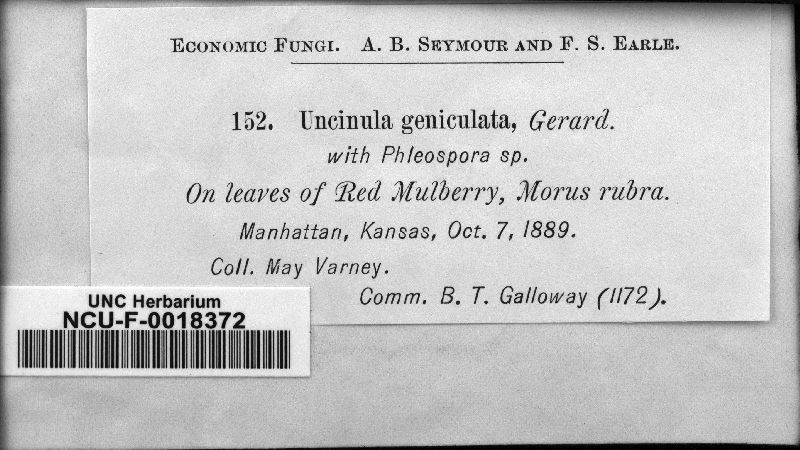 Economic Fungi. A. B. Seymour and F. S. Earle.
152. Uncinula geniculata, Gerard.
with Phleospora sp.
On leaves of Red Mulberry, Morus rubra.
Manhattan, Kansas, Oct. 7, 1889.
Coll. May Varney.
Comm. B. T. Galloway (1172).
UNC Herbarium
NCU-F-0018372